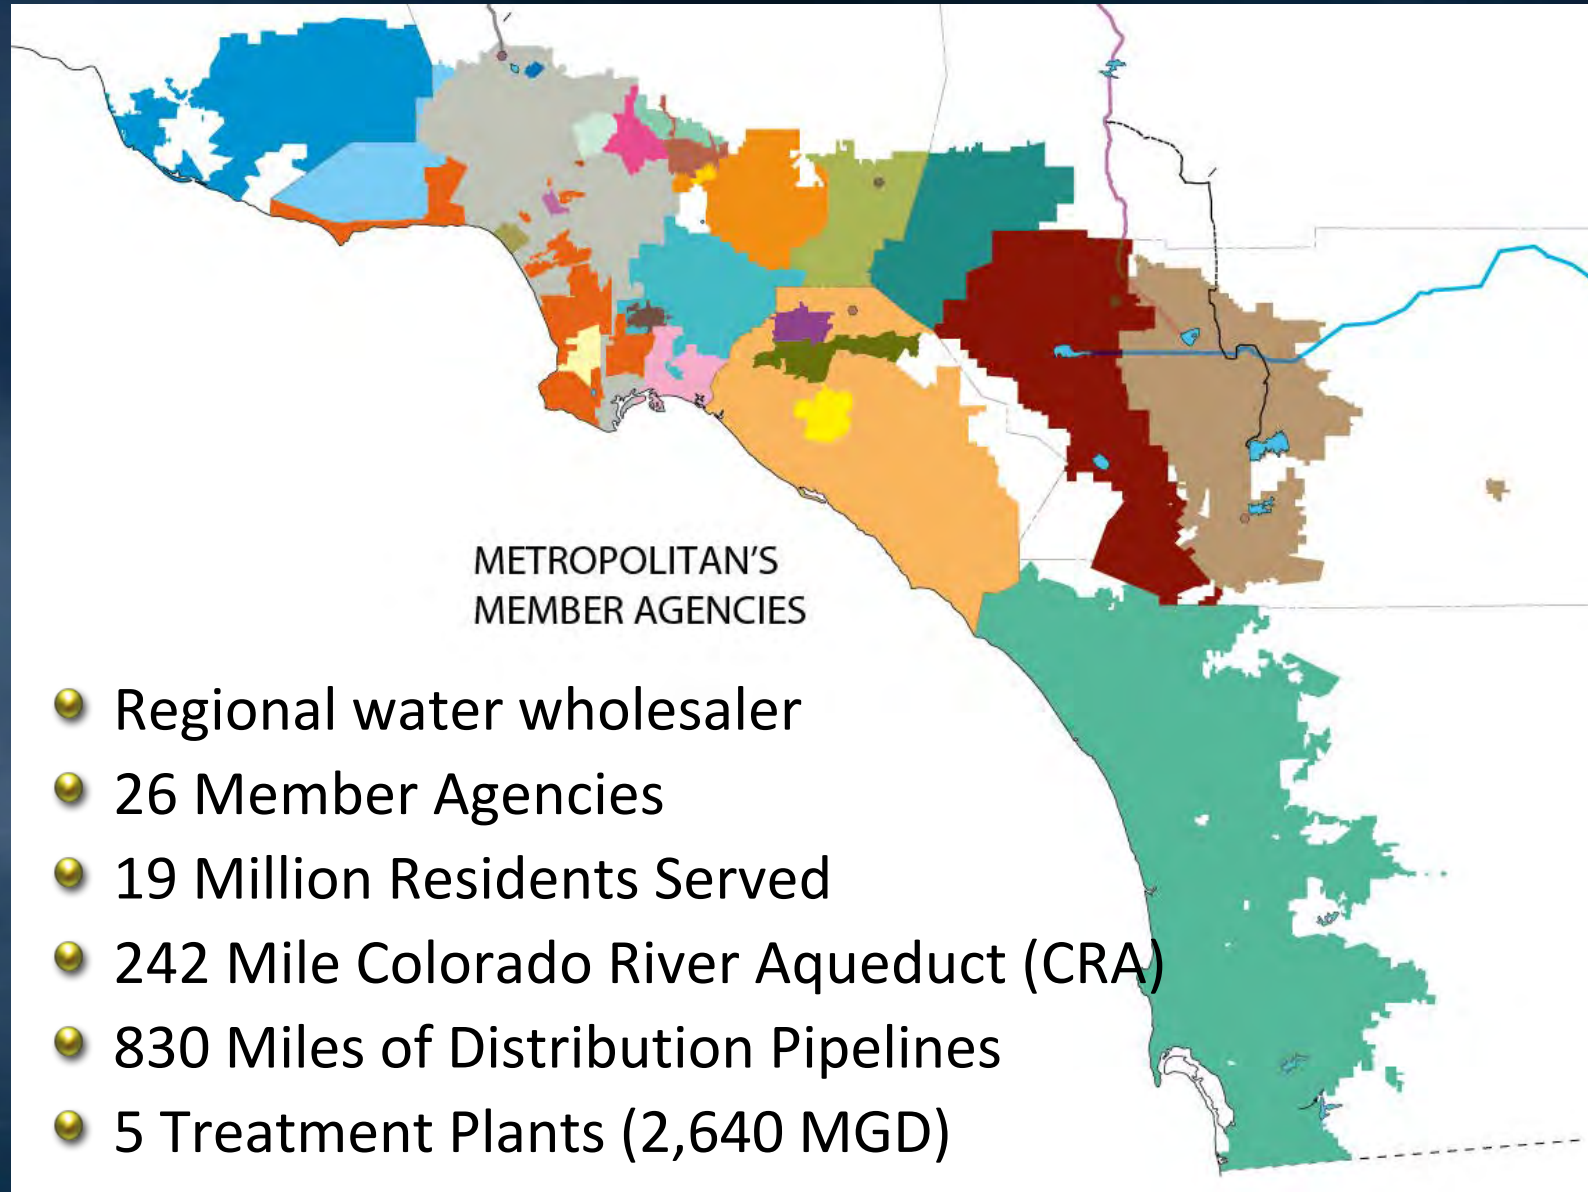 METROPOLITAN’S
MEMBER AGENCIES
Regional water wholesaler
26 Member Agencies
19 Million Residents Served
242 Mile Colorado River Aqueduct (CRA)
830 Miles of Distribution Pipelines
5 Treatment Plants (2,640 MGD)